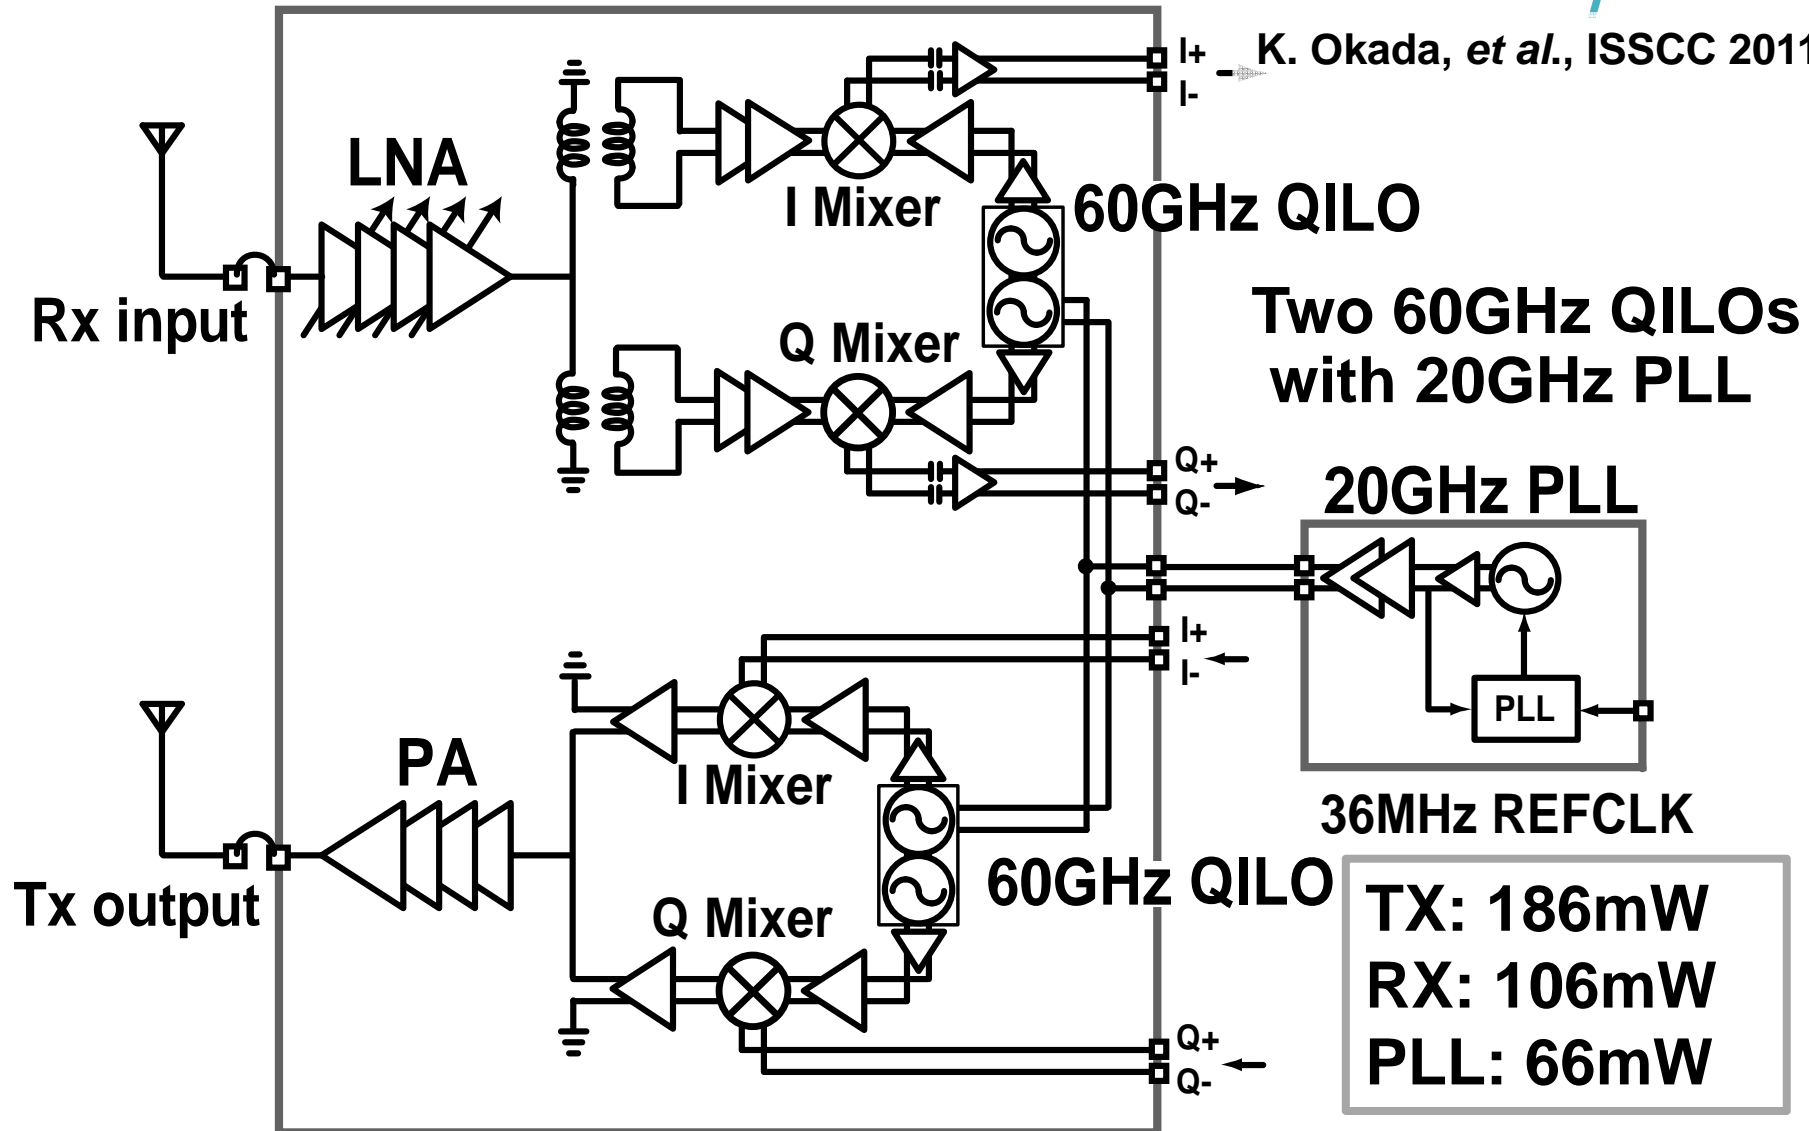 K. Okada, et al., ISSCC 2011
I+
I-
LNA
I Mixer
60GHz QILO
Rx input
Two 60GHz QILOs
with 20GHz PLL
Q Mixer
Q+
Q-
20GHz PLL
I+
I-
PLL
PA
I Mixer
36MHz REFCLK
60GHz QILO
Tx output
Q Mixer
TX: 186mW
RX: 106mW
PLL: 66mW
Q+
Q-